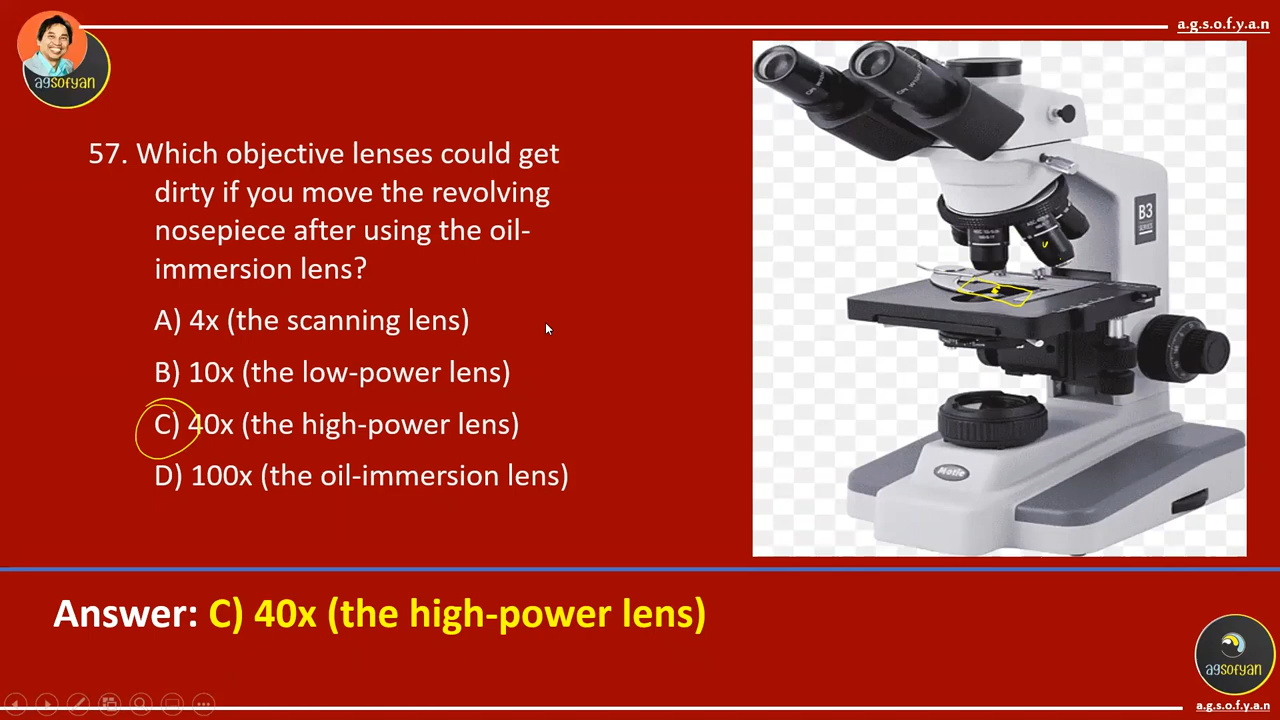 a.g.s.o.f.y.an
agsofyan
57. Which objective lenses could get
dirty if you move the revolving
nosepiece after using the oil-
immersion lens?
A) 4x (the scanning lens)
B) 10x (the low-power lens)
C) 40x (the high-power lens)
D) 100x (the oil-immersion lens)
B3
SERIES
Motic
Answer: C) 40x (the high-power lens)
agsofyan
a.g.s.o.f.y.a.n